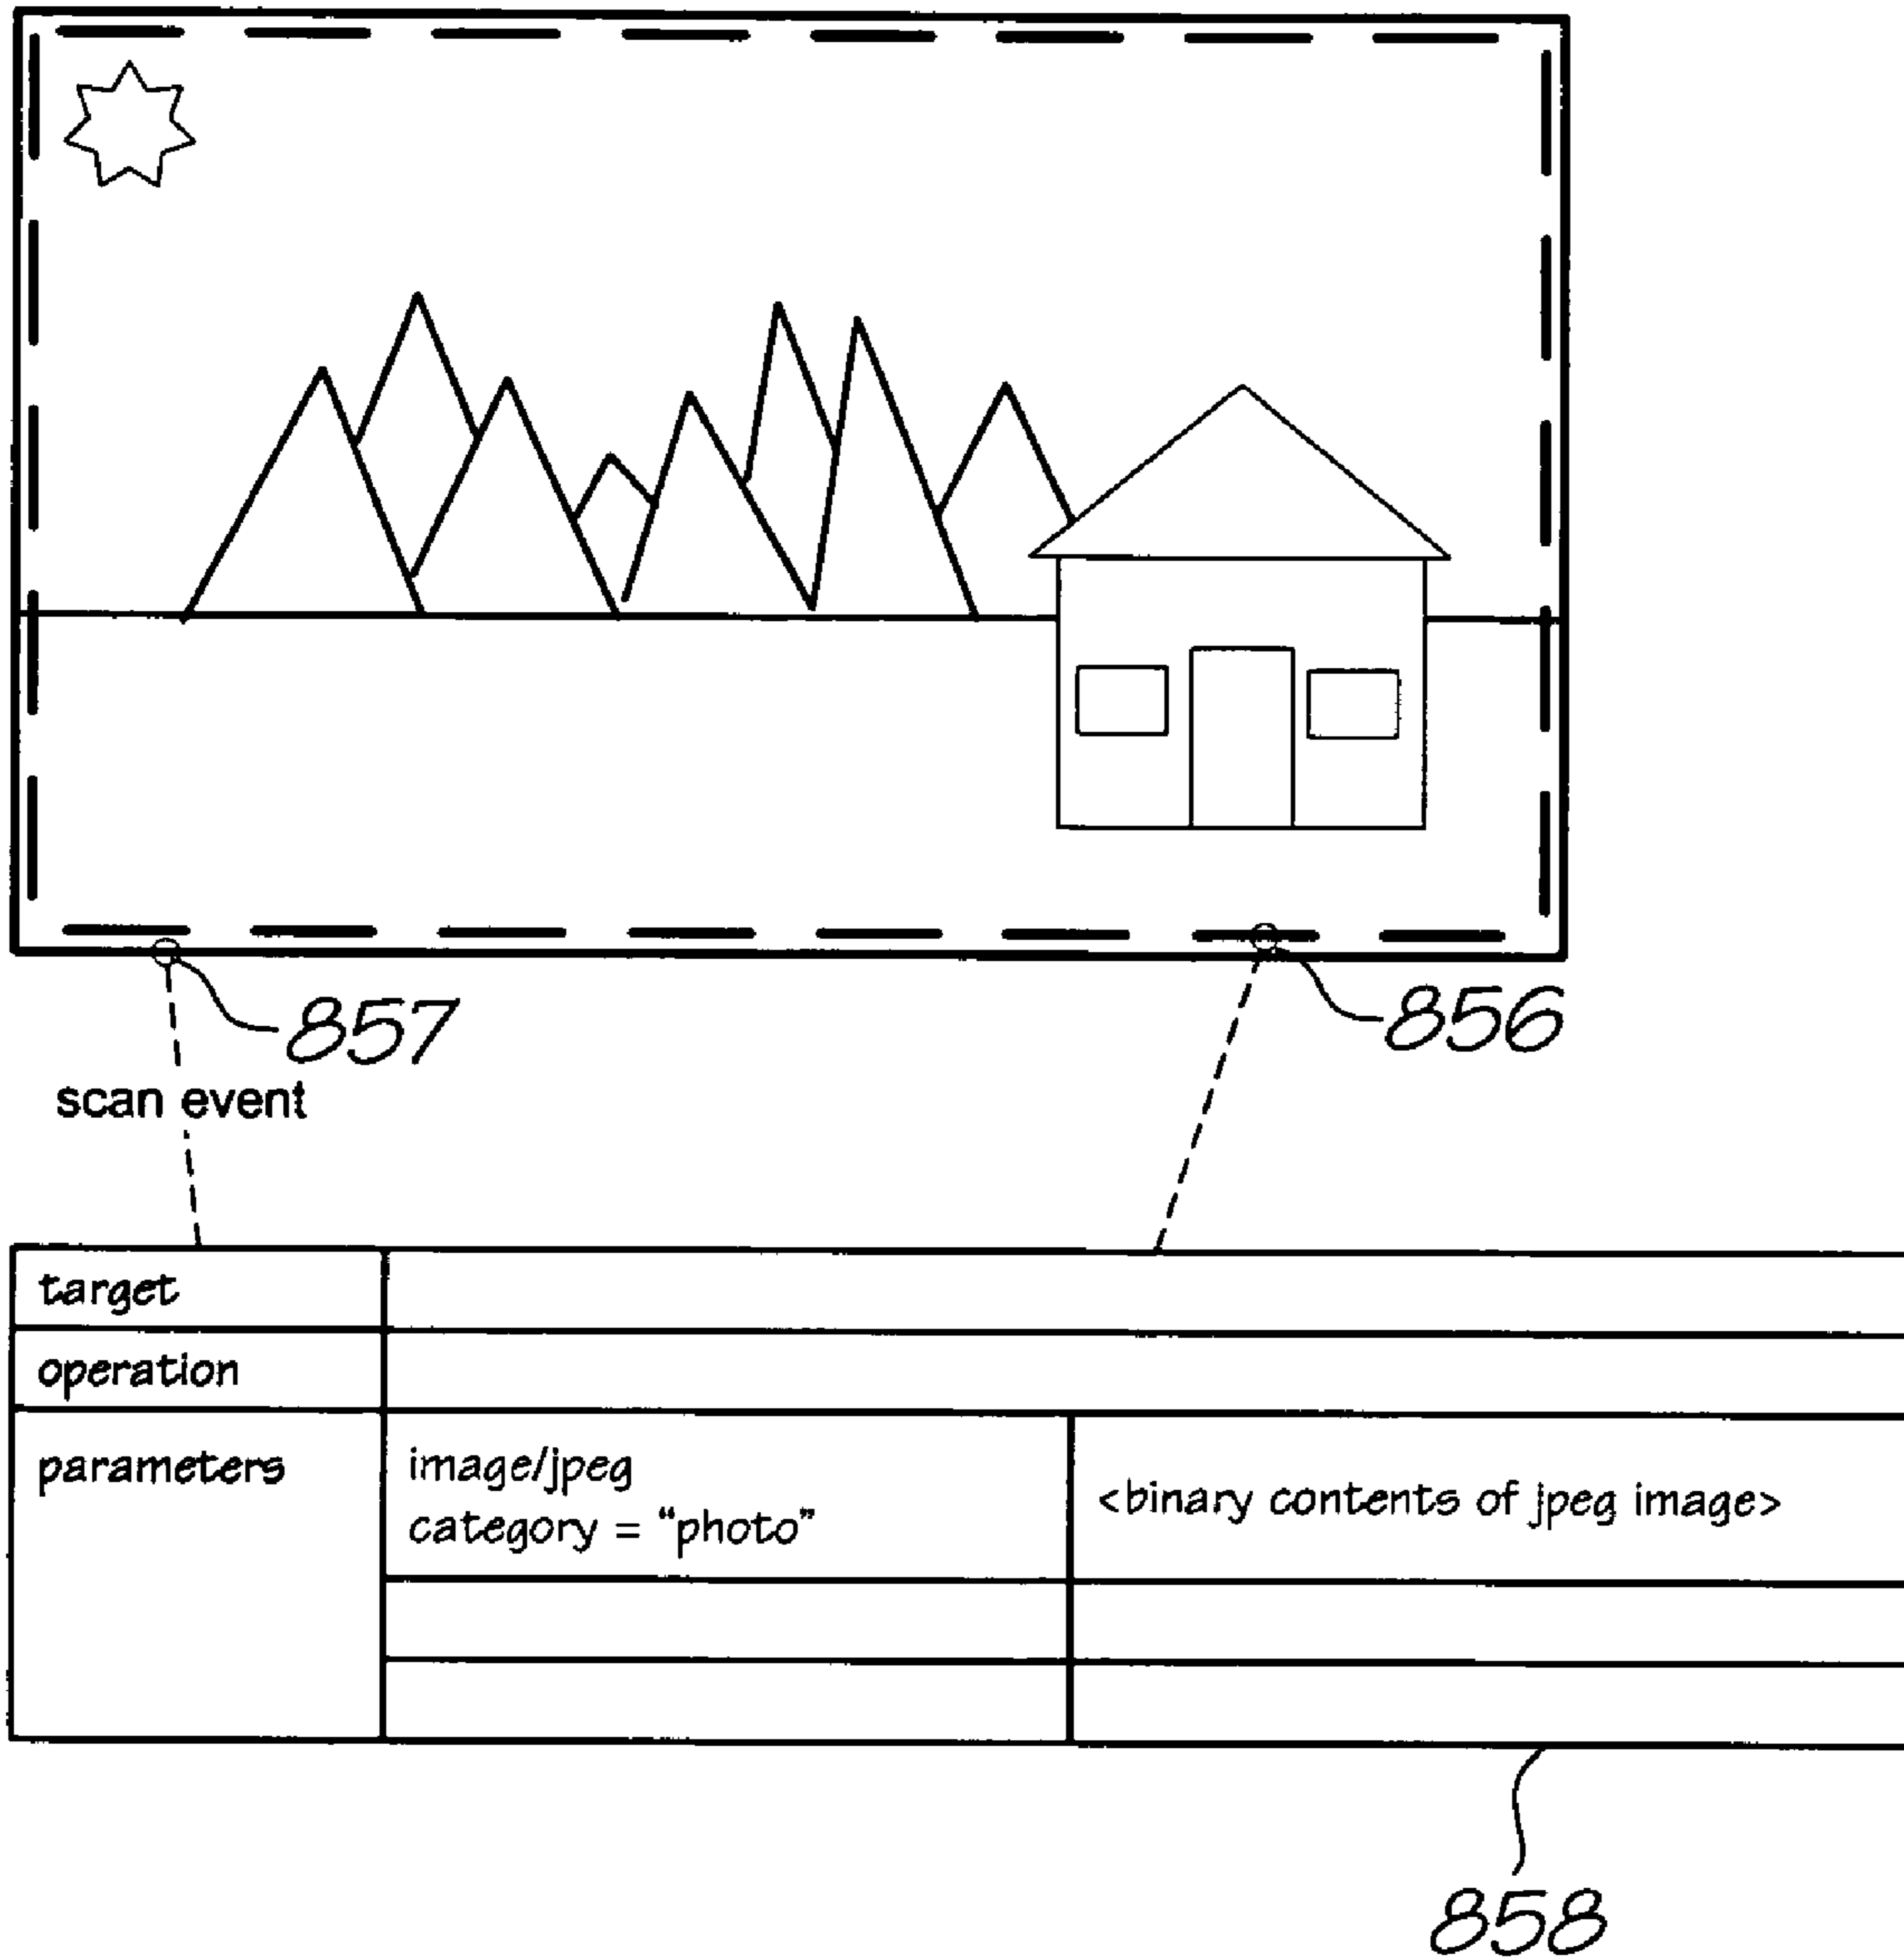 857
856
scan event
target
operation
parameters
image/jpeg
category = “photo”
<binary contents of jpeg image>
858